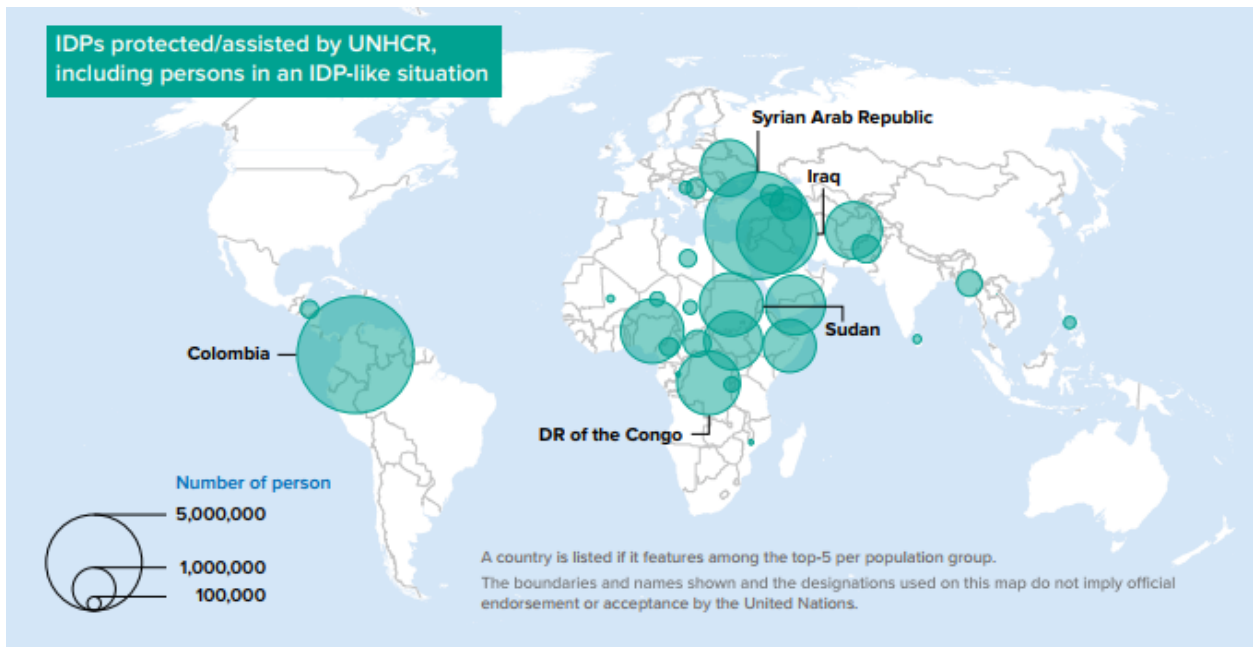 IDPs protected/assisted by UNHCR,
including persons in an IDP-like situation
Syrian Arab Republic
Iraq
Sudan
Colombia
DR of the Congo
Number of person
5,000,000
1,000,000
100,000
A country is listed if it features among the top-5 per population group.
The boundaries and names shown and the designations used on this map do not imply official
endorsement or acceptance by the United Nations.